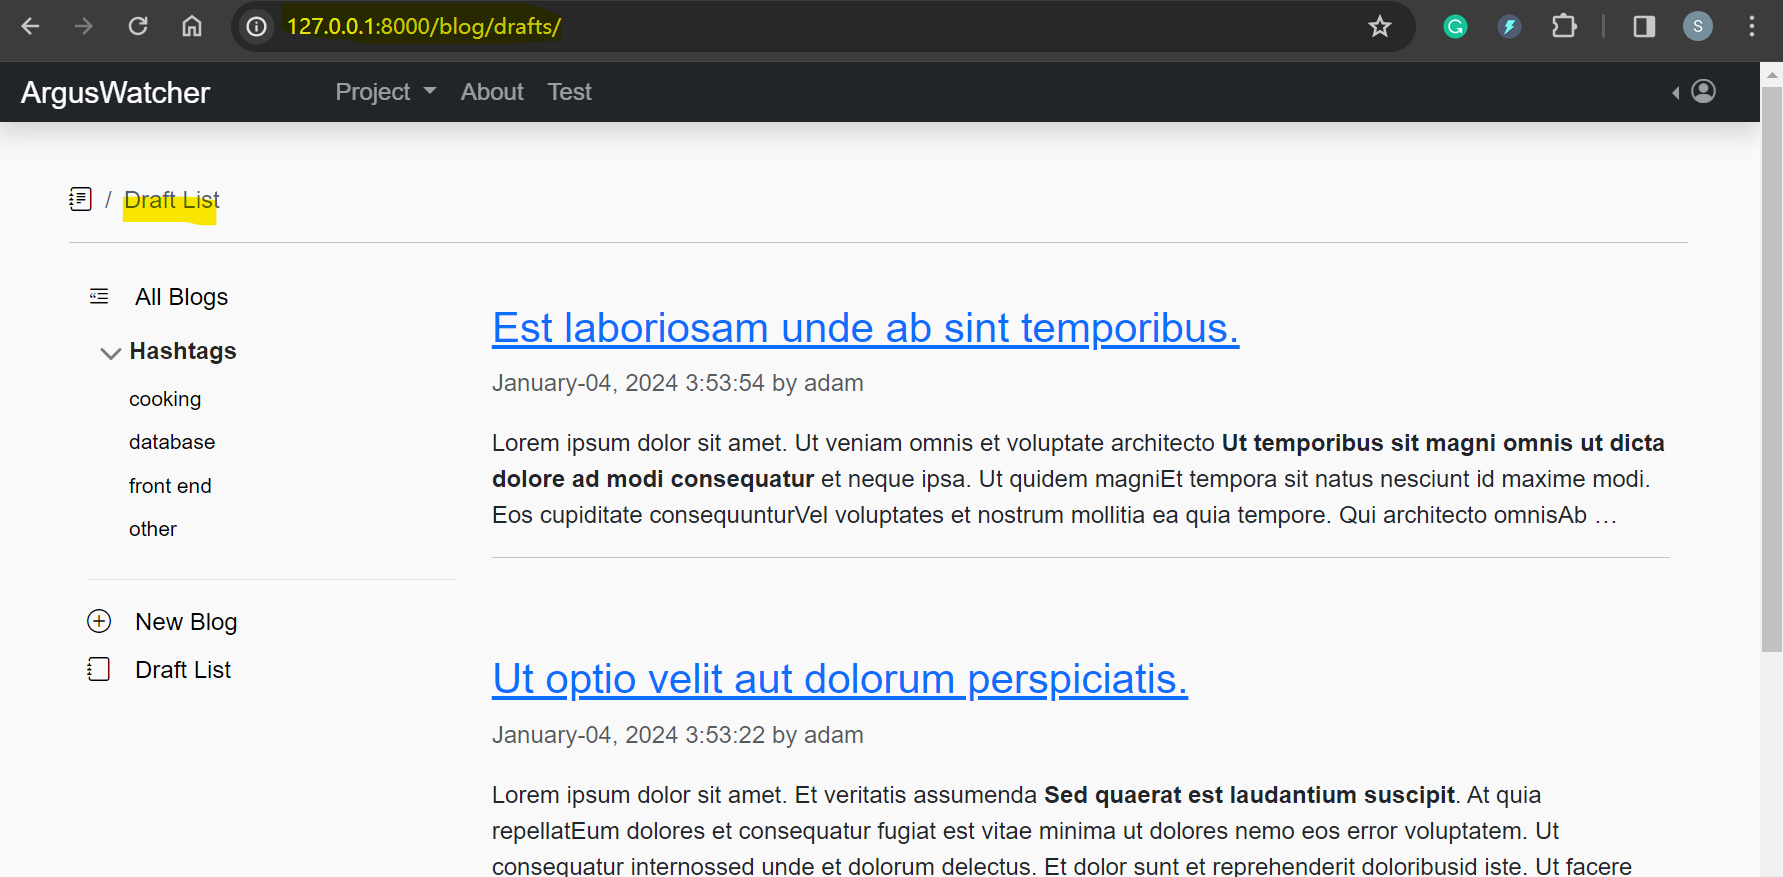 127.0.0.1:8000/blog/drafts/
S
ArgusWatcher
Project
About
Test
/ Draft List
All Blogs
Hashtags
cooking
database
front end
other
New Blog
Draft List
Est laboriosam unde ab sint temporibus.
January-04, 2024 3:53:54 by adam
Lorem ipsum dolor sit amet. Ut veniam omnis et voluptate architecto Ut temporibus sit magni omnis ut dicta
dolore ad modi consequatur et neque ipsa. Ut quidem magniEt tempora sit natus nesciunt id maxime modi.
Eos cupiditate consequunturVel voluptates et nostrum mollitia ea quia tempore. Qui architecto omnisAb …
Ut optio velit aut dolorum perspiciatis.
January-04, 2024 3:53:22 by adam
Lorem ipsum dolor sit amet. Et veritatis assumenda Sed quaerat est laudantium suscipit. At quia
repellatEum dolores et consequatur fugiat est vitae minima ut dolores nemo eos error voluptatem. Ut
consequatur internossed unde et dolorum delectus. Et dolor sunt et reprehenderit doloribusid iste. Ut facere